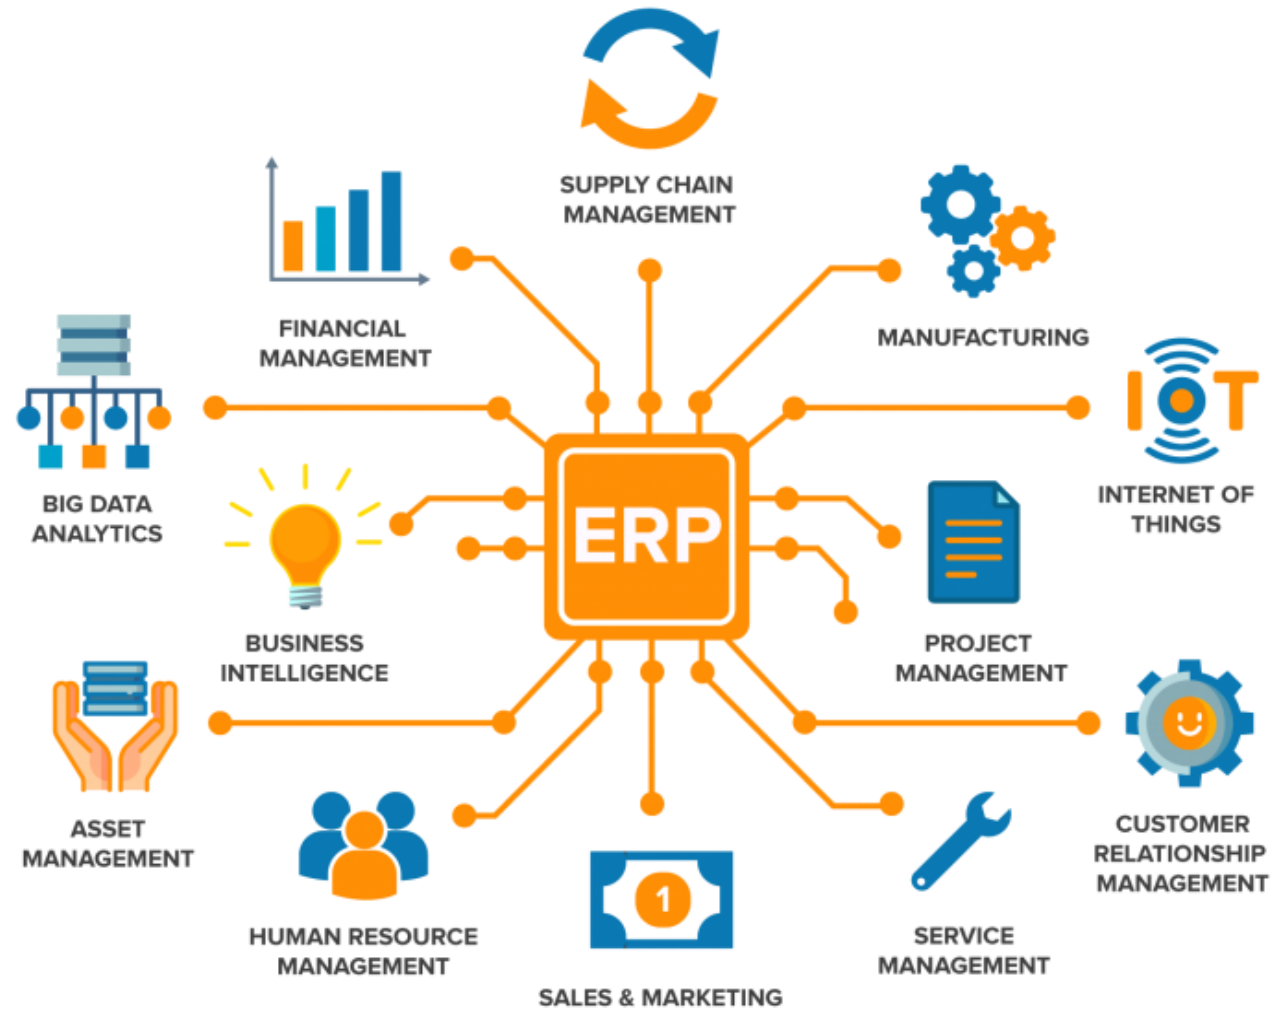 SUPPLY CHAIN
MANAGEMENT
FINANCIAL
MANAGEMENT
MANUFACTURING
IOT
BIG DATA
ANALYTICS
INTERNET OF
THINGS
ERP
BUSINESS
INTELLIGENCE
PROJECT
MANAGEMENT
ASSET
MANAGEMENT
CUSTOMER
RELATIONSHIP
MANAGEMENT
HUMAN RESOURCE
MANAGEMENT
1
SALES & MARKETING
SERVICE
MANAGEMENT